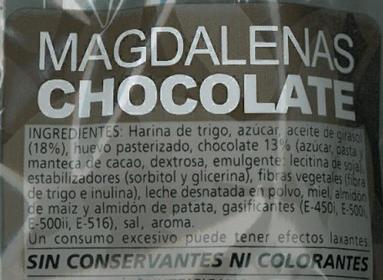 MAGDALENAS
CHOCOLATE
INGREDIENTES: Harina de trigo, azúcar, aceite de girasol
(18%), huevo pasterizado, chocolate 13% (azúcar, pasta y
manteca de cacao, dextrosa, emulgente: lecitina de soja),
estabilizadores (sorbitol y glicerina), fibras vegetales (fibra
de trigo e inulina), leche desnatada en polvo, miel, almidón
de maíz y almidón de patata, gasificantes (E-450i, E-500i,
E-500ii, E-516), sal, aroma.
Un consumo excesivo puede tener efectos laxantes.
SIN CONSERVANTES NI COLORANTES